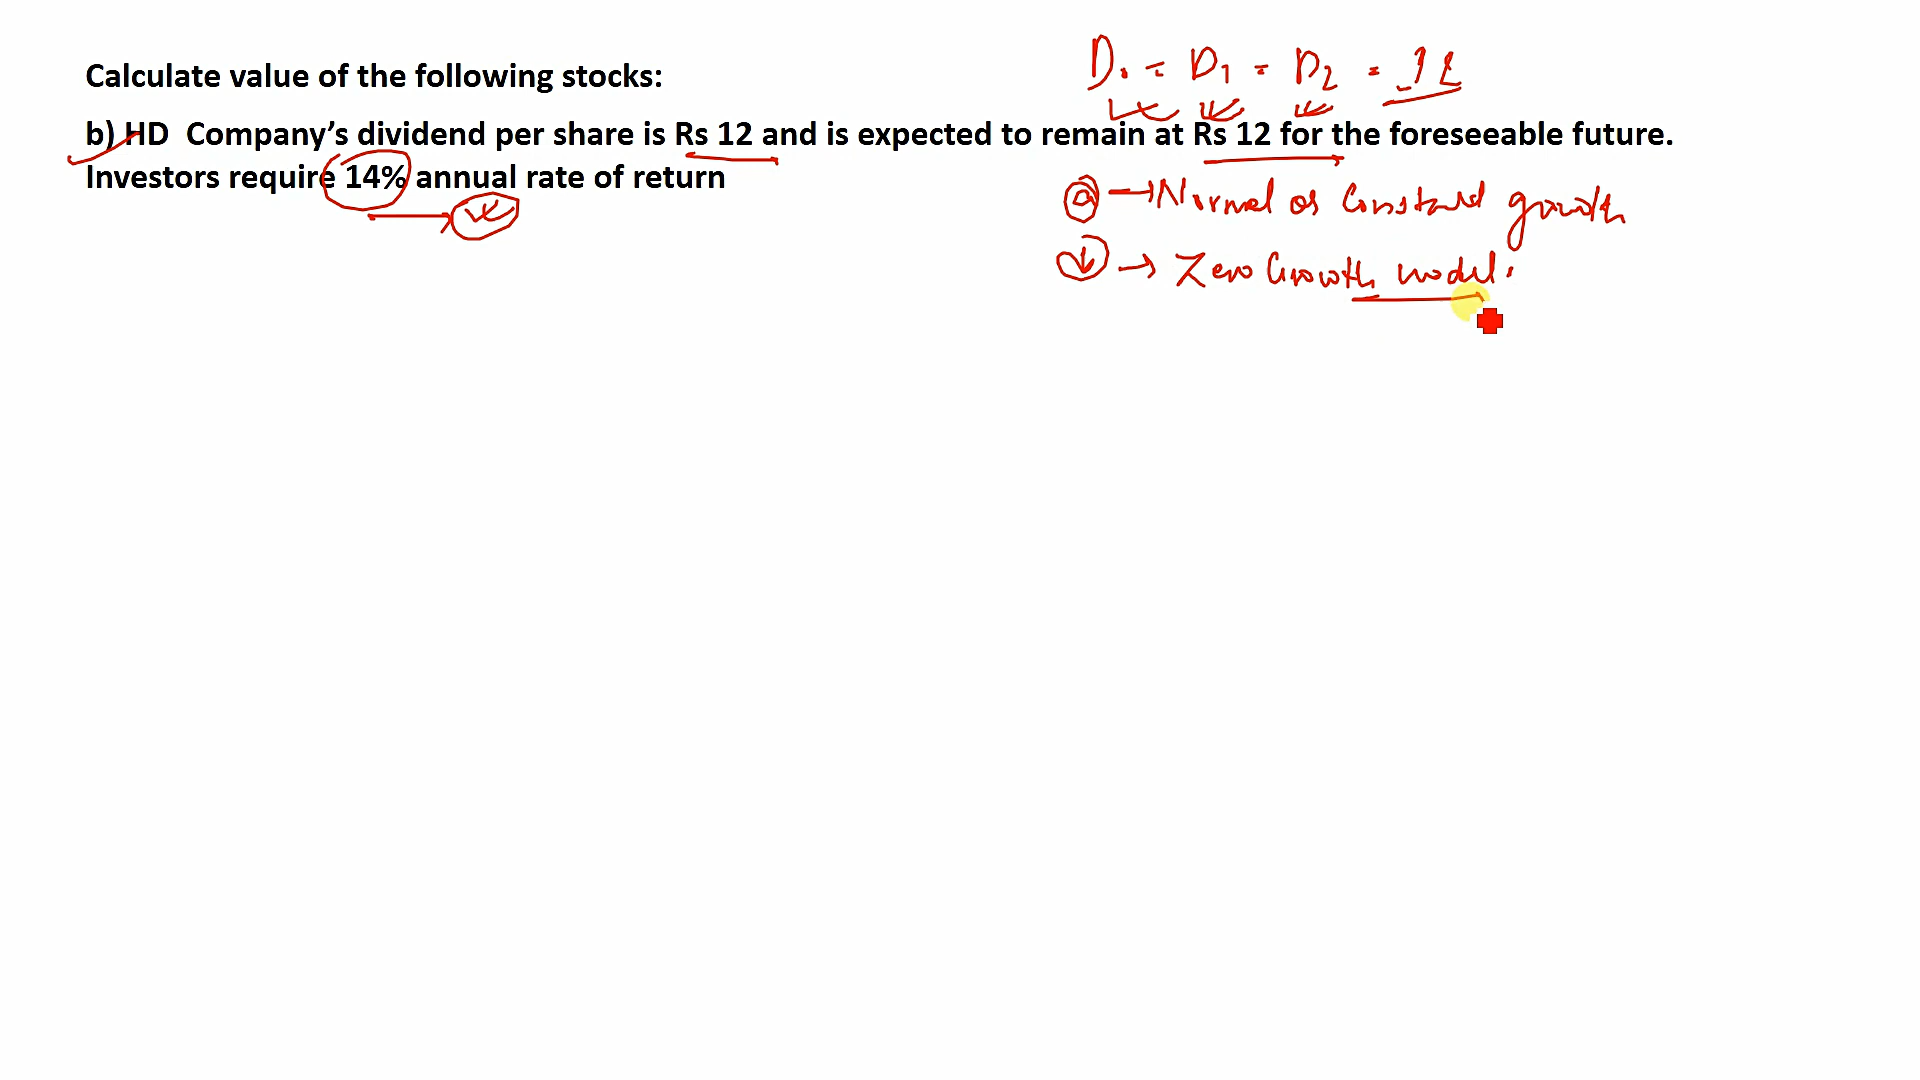 Calculate value of the following stocks:
D₀ = D₁ = D₂ = 12
b) HD Company’s dividend per share is Rs 12 and is expected to remain at Rs 12 for the foreseeable future.
Investors require 14% annual rate of return
a → Normal or Constant growth
→ Zero Growth model.